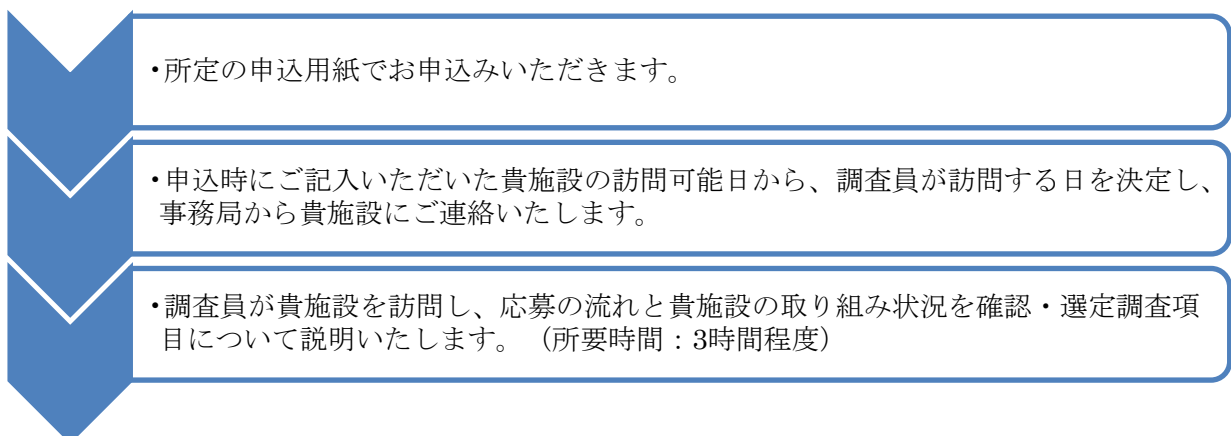 ・所定の申込用紙でお申込みいただきます。
・申込時にご記入いただいた貴施設の訪問可能日から、調査員が訪問する日を決定し、
事務局から貴施設にご連絡いたします。
・調査員が貴施設を訪問し、応募の流れと貴施設の取り組み状況を確認・選定調査項
目について説明いたします。（所要時間：3時間程度）